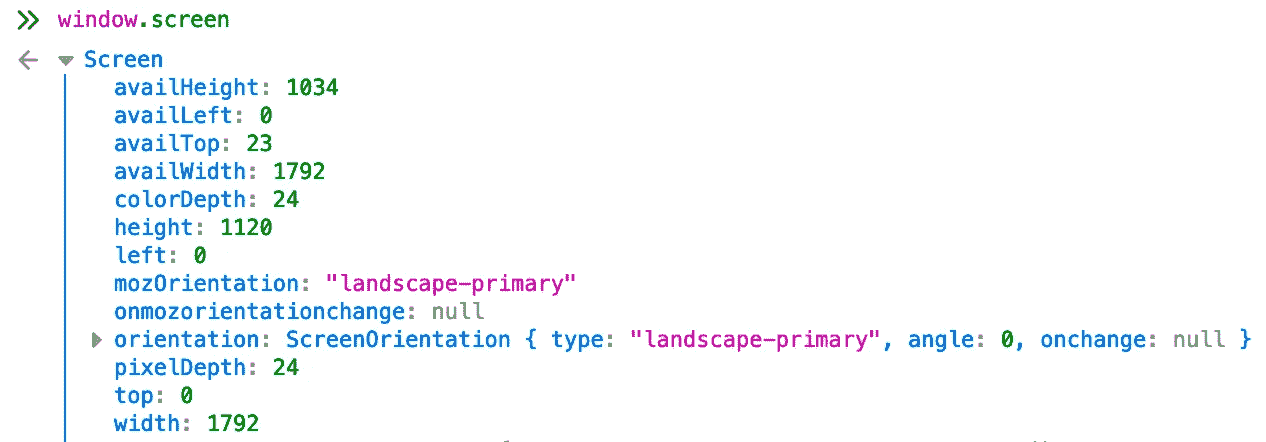 >> window.screen
← ▼ Screen
availHeight: 1034
availLeft: 0
availTop: 23
availWidth: 1792
colorDepth: 24
height: 1120
left: 0
mozOrientation: "landscape-primary"
onmozorientationchange: null
▶ orientation: ScreenOrientation { type: "landscape-primary", angle: 0, onchange: null }
pixelDepth: 24
top: 0
width: 1792